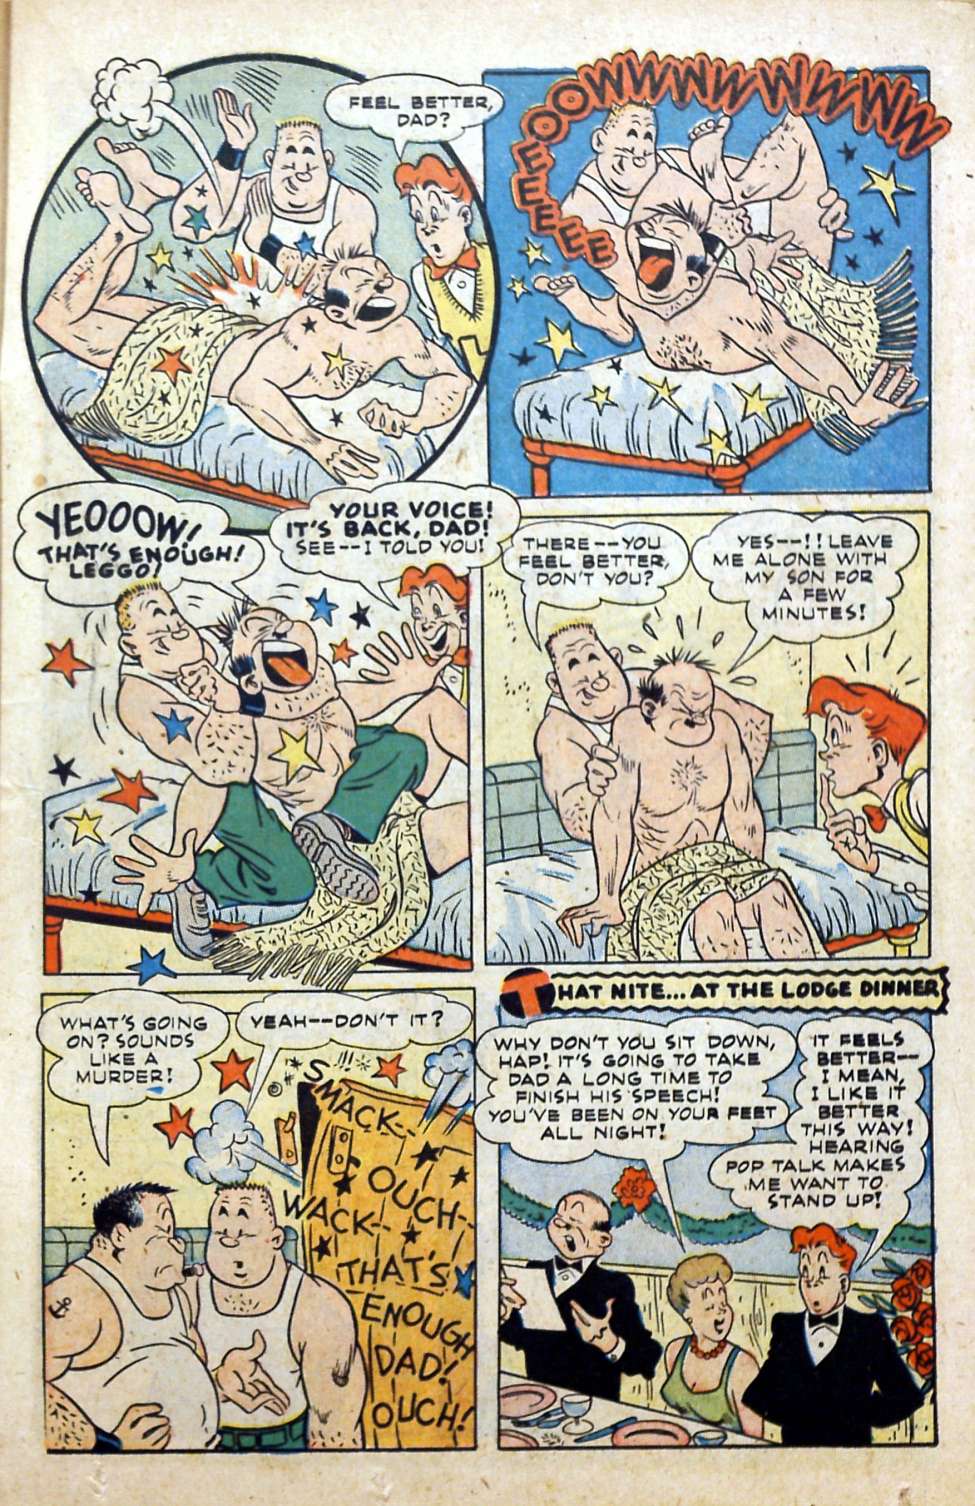 FEEL BETTER,
DAD?
EEEEEEOOWWWWWWWW
YEOOOW!
THAT'S ENOUGH!
LEGGO!
YOUR VOICE!
IT'S BACK, DAD!
SEE--I TOLD YOU!
THERE--YOU
FEEL BETTER,
DON'T YOU?
YES--!! LEAVE
ME ALONE WITH
MY SON FOR
A FEW
MINUTES!
WHAT'S GOING
ON? SOUNDS
LIKE A
MURDER!
YEAH--DON'T IT?
SMACK--
OUCH--
WACK--
THAT'S
ENOUGH
DAD!
OUCH!
THAT NITE... AT THE LODGE DINNER
WHY DON'T YOU SIT DOWN,
HAP! IT'S GOING TO TAKE
DAD A LONG TIME TO
FINISH HIS SPEECH!
YOU'VE BEEN ON YOUR FEET
ALL NIGHT!
IT FEELS
BETTER--
I MEAN,
I LIKE IT
BETTER
THIS WAY!
HEARING
POP TALK MAKES
ME WANT TO
STAND UP!